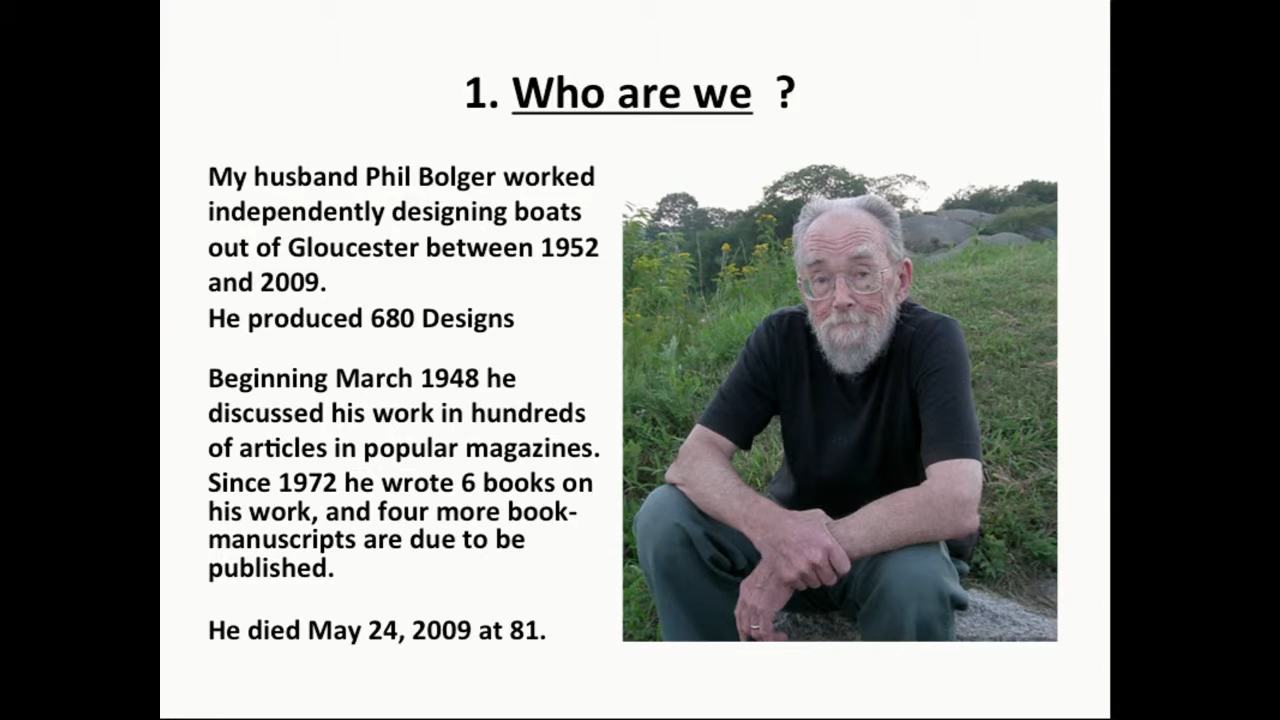 1. Who are we ?
My husband Phil Bolger worked
independently designing boats
out of Gloucester between 1952
and 2009.
He produced 680 Designs
Beginning March 1948 he
discussed his work in hundreds
of articles in popular magazines.
Since 1972 he wrote 6 books on
his work, and four more book-
manuscripts are due to be
published.
He died May 24, 2009 at 81.